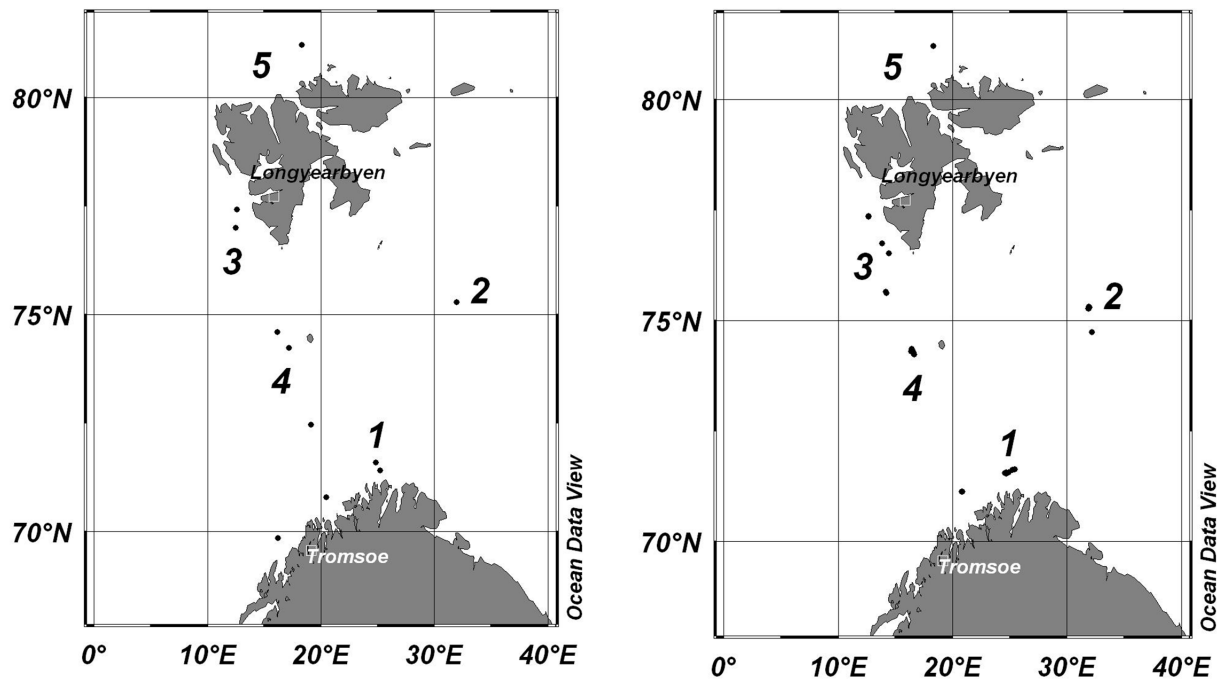 5
80°N
Longyearbyen
3
2
75°N
4
1
70°N
Tromsoe
0°
10°E
20°E
30°E
40°E
Ocean Data View
5
80°N
Longyearbyen
3
2
75°N
4
1
70°N
Tromsoe
0°
10°E
20°E
30°E
40°E
Ocean Data View